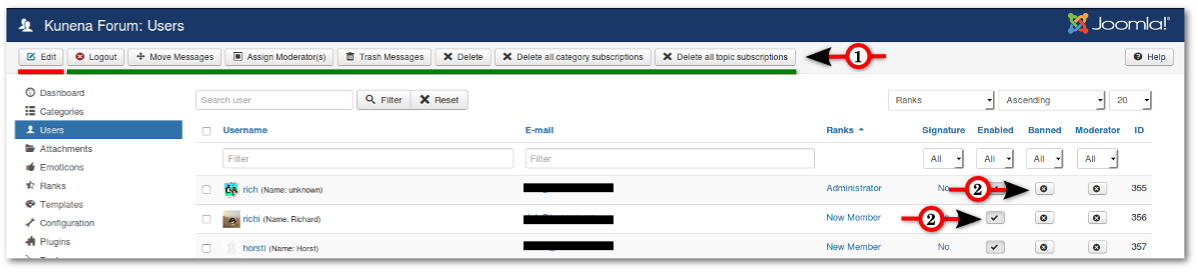 Kunena Forum: Users
Joomla!®
Edit Logout Move Messages Assign Moderator(s) Trash Messages Delete Delete all category subscriptions Delete all topic subscriptions 1 Help
Dashboard
Categories
Users
Attachments
Emoticons
Ranks
Templates
Configuration
Plugins
Search user Filter Reset Ranks Ascending 20
Username E-mail Ranks Signature Enabled Banned Moderator ID
Filter Filter All All All All
rich (Name: unknown) Administrator No 2 355
richi (Name: Richard) New Member 2 356
horsti (Name: Horst) New Member No 357